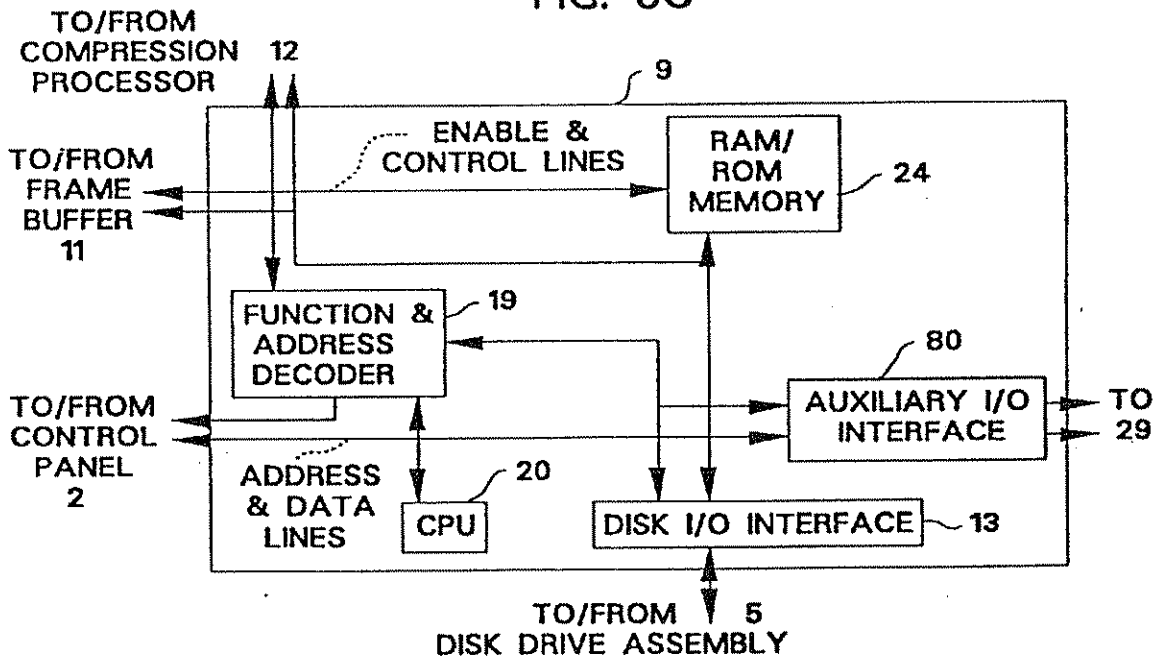 TO/FROM
COMPRESSION 12
PROCESSOR
9
ENABLE &
CONTROL LINES
RAM/
ROM
MEMORY
24
TO/FROM
FRAME
BUFFER
11
FUNCTION &
ADDRESS
DECODER
19
80
AUXILIARY I/O
INTERFACE
TO
29
TO/FROM
CONTROL
PANEL
2
ADDRESS
& DATA
LINES
20
CPU
DISK I/O INTERFACE
13
TO/FROM 5
DISK DRIVE ASSEMBLY